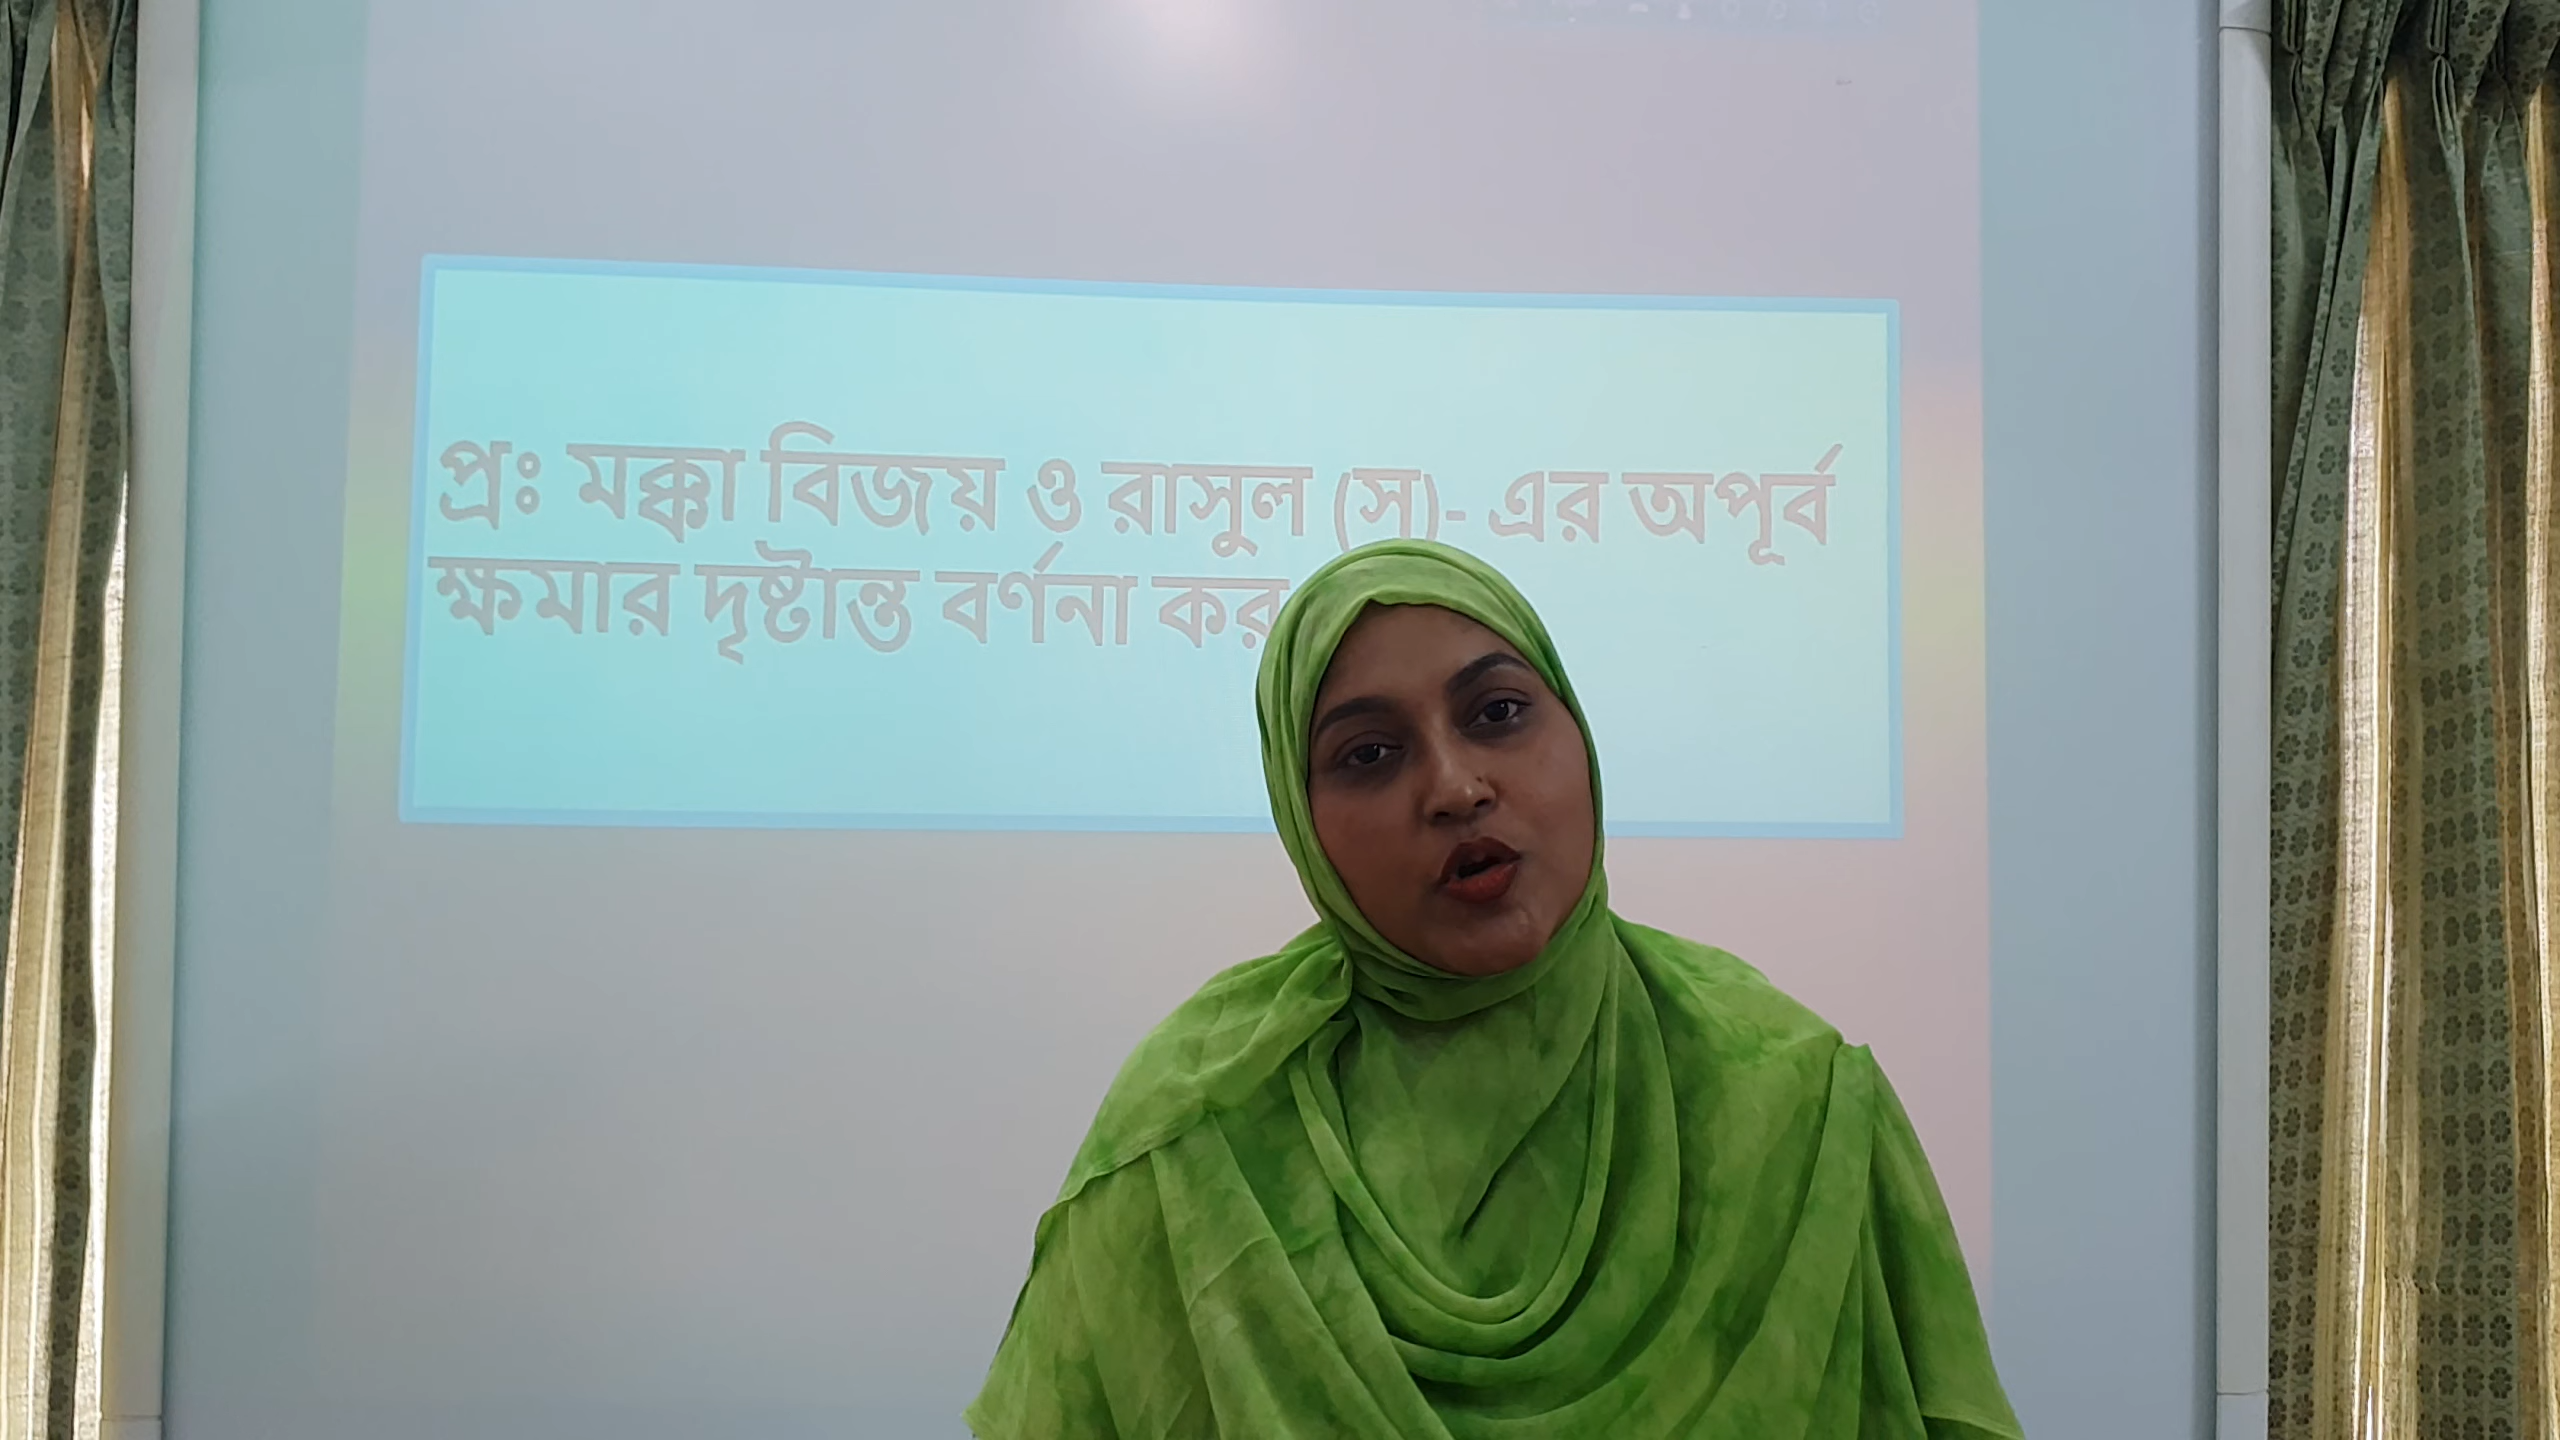 প্রঃ মক্কা বিজয় ও রাসুল (স)- এর অপূর্ব
ক্ষমার দৃষ্টান্ত বর্ণনা কর